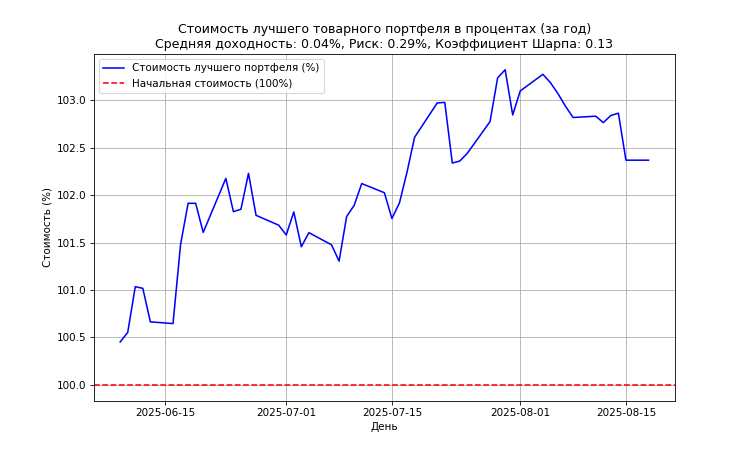 Стоимость лучшего товарного портфеля в процентах (за год)
Средняя доходность: 0.04%, Риск: 0.29%, Коэффициент Шарпа: 0.13
Стоимость лучшего портфеля (%)
Начальная стоимость (100%)
Стоимость (%)
103.0
102.5
102.0
101.5
101.0
100.5
100.0
2025-06-15
2025-07-01
2025-07-15
2025-08-01
2025-08-15
День